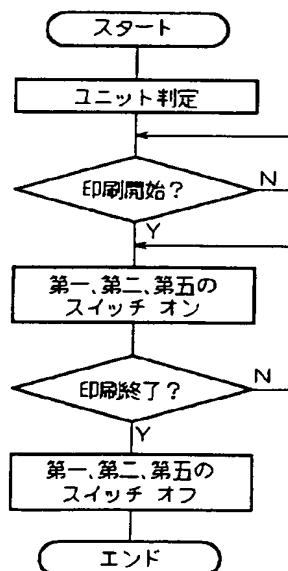 スタート
ユニット判定
印刷開始?
N
Y
第一、第二、第五の
スイッチ オン
印刷終了?
N
Y
第一、第二、第五の
スイッチ オフ
エンド